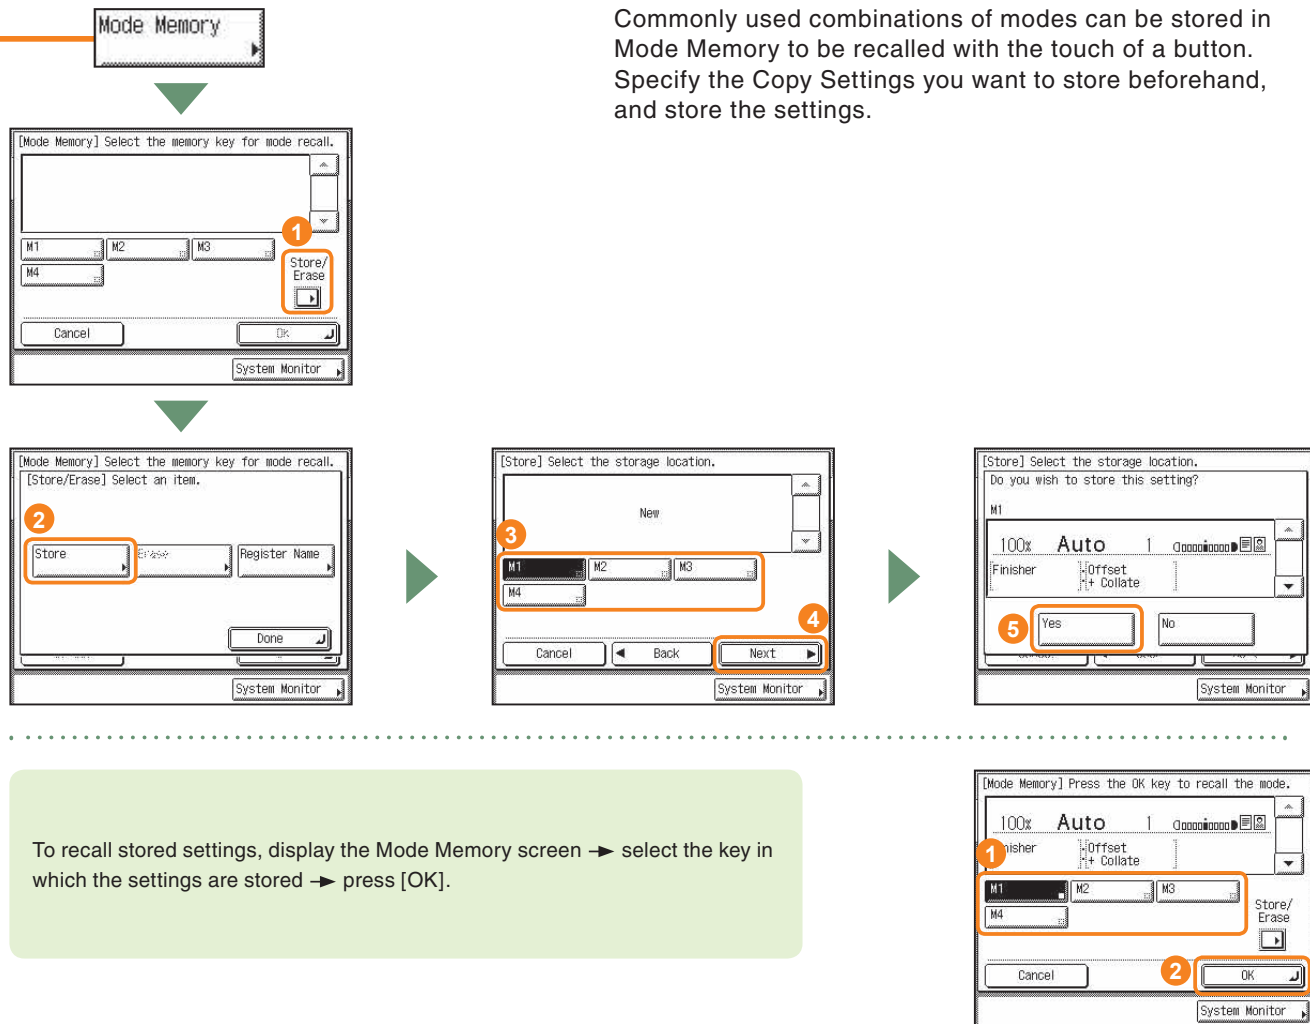 Mode Memory
Commonly used combinations of modes can be stored in
Mode Memory to be recalled with the touch of a button.
Specify the Copy Settings you want to store beforehand,
and store the settings.
[Mode Memory] Select the memory key for mode recall.
1
M1 M2 M3
M4
Store/
Erase
Cancel OK
System Monitor
[Mode Memory] Select the memory key for mode recall.
[Store/Erase] Select an item.
2
Store Erase Register Name
Done
System Monitor
[Store] Select the storage location.
New
3
M1 M2 M3
M4
4
Cancel Back Next
System Monitor
[Store] Select the storage location.
Do you wish to store this setting?
M1
100% Auto 1
Finisher Offset
+ Collate
5 Yes No
System Monitor
To recall stored settings, display the Mode Memory screen → select the key in
which the settings are stored → press [OK].
[Mode Memory] Press the OK key to recall the mode.
100% Auto 1
1 nisher Offset
+ Collate
M1 M2 M3
M4
Store/
Erase
Cancel 2 OK
System Monitor